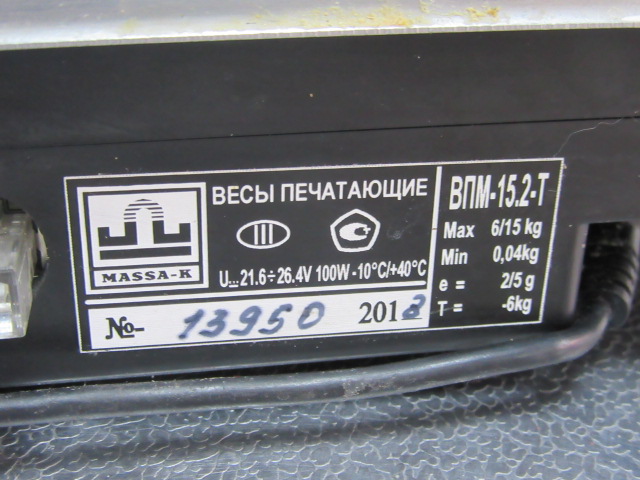 MASSA-K
ВЕСЫ ПЕЧАТАЮЩИЕ
III
U 21.6÷26.4V 100W -10°C/+40°C
№ 13950 201
ВПМ-15.2-Т
Max 6/15 kg
Min 0,04kg
e = 2/5 g
T = -6kg